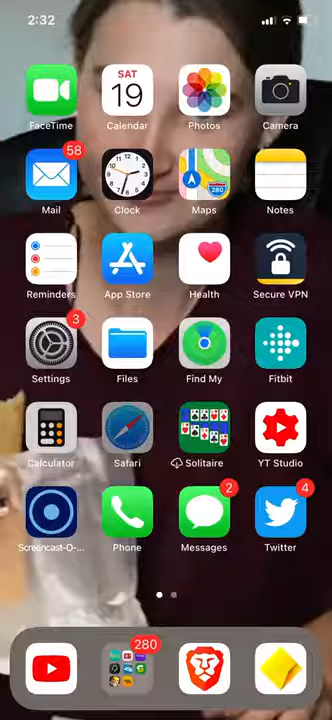 2:32
SAT
19
FaceTime
Calendar
Photos
Camera
58
280
Mail
Clock
Maps
Notes
Reminders
App Store
Health
Secure VPN
3
Settings
Files
Find My
Fitbit
Calculator
Safari
Solitaire
YT Studio
2
4
Screencast-O-...
Phone
Messages
Twitter
280